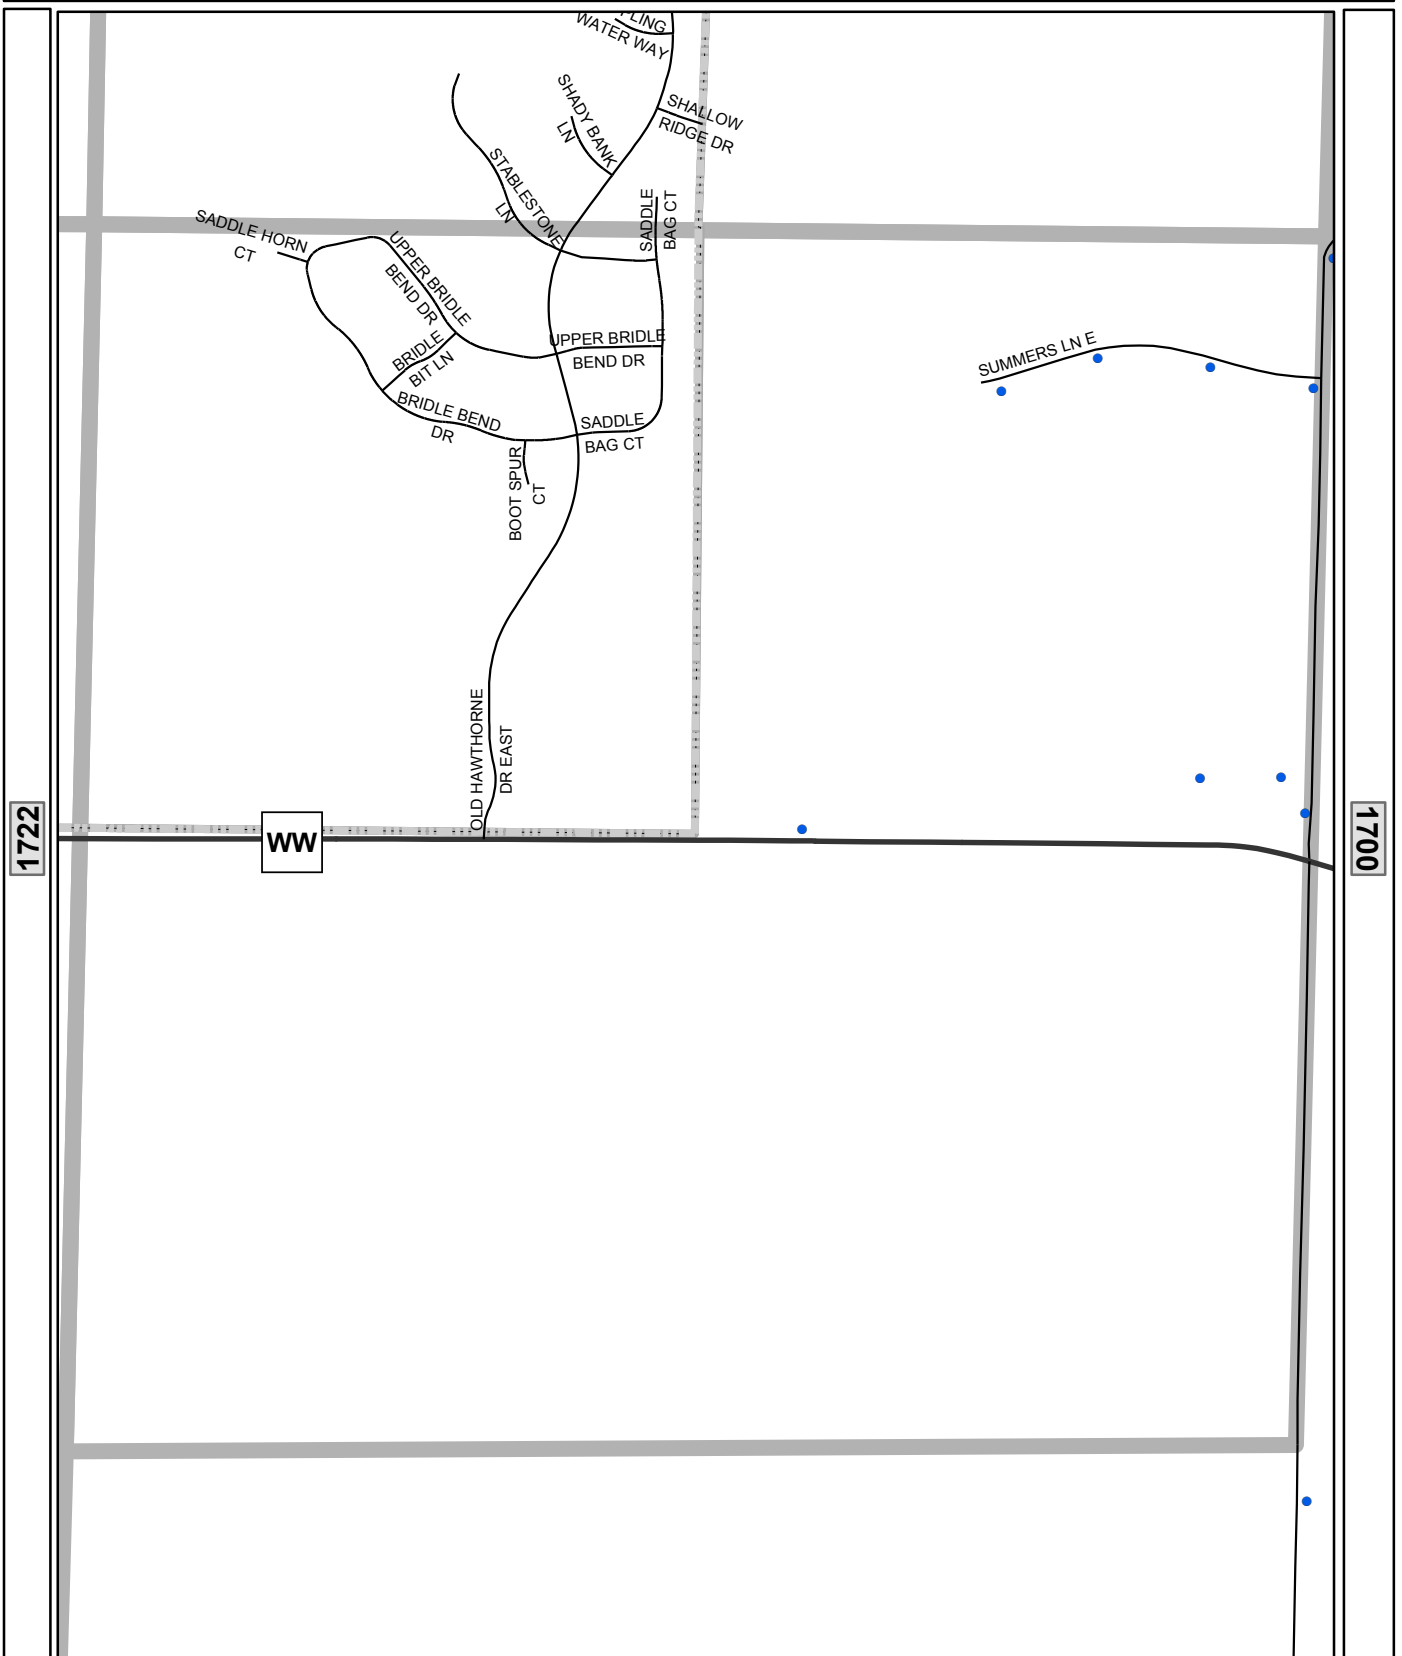 PLING
WATER WAY
SHALLOW
RIDGE DR
SHADY BANK
LN
STABLESTONE
LN
SADDLE
BAG CT
SADDLE HORN
CT
UPPER BRIDLE
BEND DR
BRIDLE
BIT LN
UPPER BRIDLE
BEND DR
SUMMERS LN E
BRIDLE BEND
DR
SADDLE
BAG CT
BOOT SPUR
CT
OLD HAWTHORNE
DR EAST
1722
WW
1700